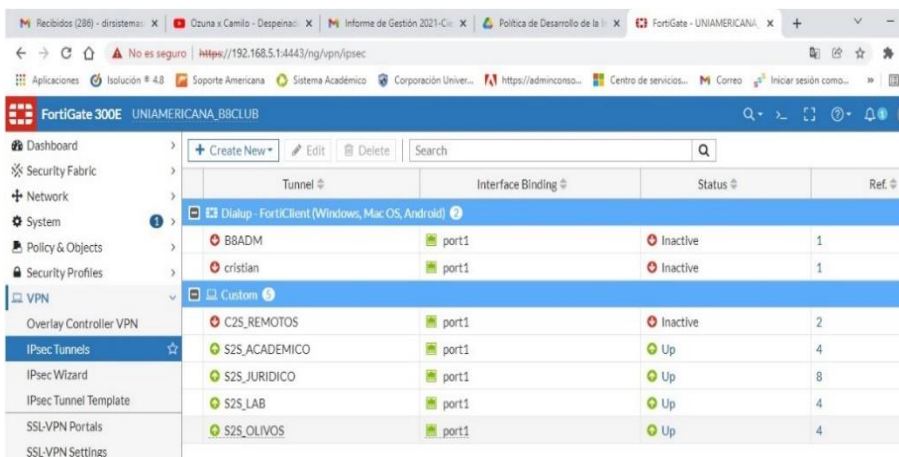 Recibidos (286) - dirsistemas X Ozuna x Camilo - Despeinad X Informe de Gestión 2021-Cie X Política de Desarrollo de la I X FortiGate - UNIAMERICANA_ X +
No es seguro | https://192.168.5.1:4443/ng/vpn/ipsec
Aplicaciones Isolución ® 4.8 Soporte Americana Sistema Académico Corporación Univer... https://adminconso... Centro de servicios... Correo Iniciar sesión como... »
FortiGate 300E UNIAMERICANA_B8CLUB
Dashboard
Security Fabric
Network
System 1
Policy & Objects
Security Profiles
VPN
Overlay Controller VPN
IPsec Tunnels
IPsec Wizard
IPsec Tunnel Template
SSL-VPN Portals
SSL-VPN Settings
+ Create New Edit Delete Search
Tunnel Interface Binding Status Ref.
Dialup - FortiClient (Windows, Mac OS, Android) 2
B8ADM port1 Inactive 1
cristian port1 Inactive 1
Custom 5
C2S_REMOTOS port1 Inactive 2
S2S_ACADEMICO port1 Up 4
S2S_JURIDICO port1 Up 8
S2S_LAB port1 Up 4
S2S_OLIVOS port1 Up 4